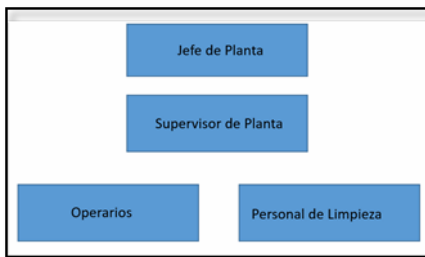 Jefe de Planta
Supervisor de Planta
Operarios
Personal de Limpieza